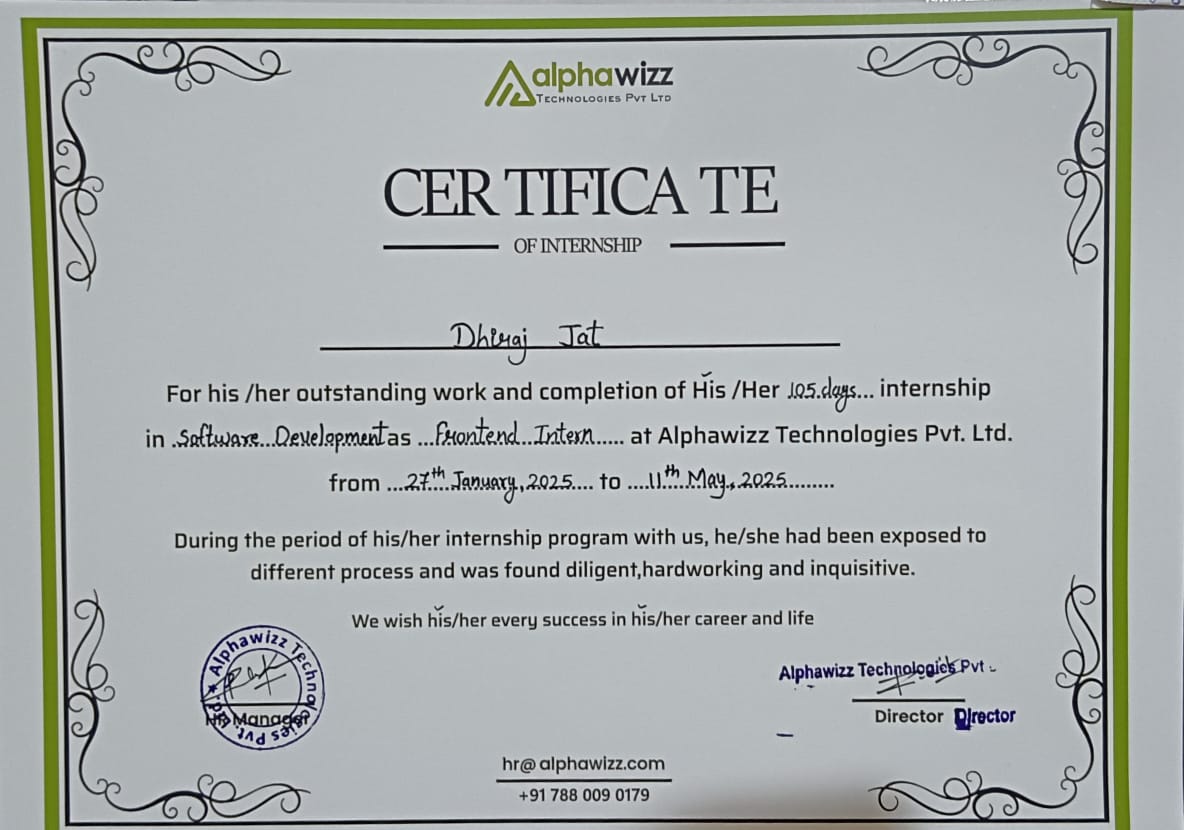 alphawizz
TECHNOLOGIES PVT LTD
CERTIFICATE
OF INTERNSHIP
Dhiraj Jat
For his /her outstanding work and completion of His /Her 105 days... internship
in .Software...Development as ...Frontend...Intern..... at Alphawizz Technologies Pvt. Ltd.
from ...27th January, 2025.... to ....11th May, 2025.........
During the period of his/her internship program with us, he/she had been exposed to
different process and was found diligent,hardworking and inquisitive.
We wish his/her every success in his/her career and life
Alphawizz Technologies Pvt. Ltd.
HR Manager
Alphawizz Technologies Pvt.
Director Director
hr@alphawizz.com
+91 788 009 0179